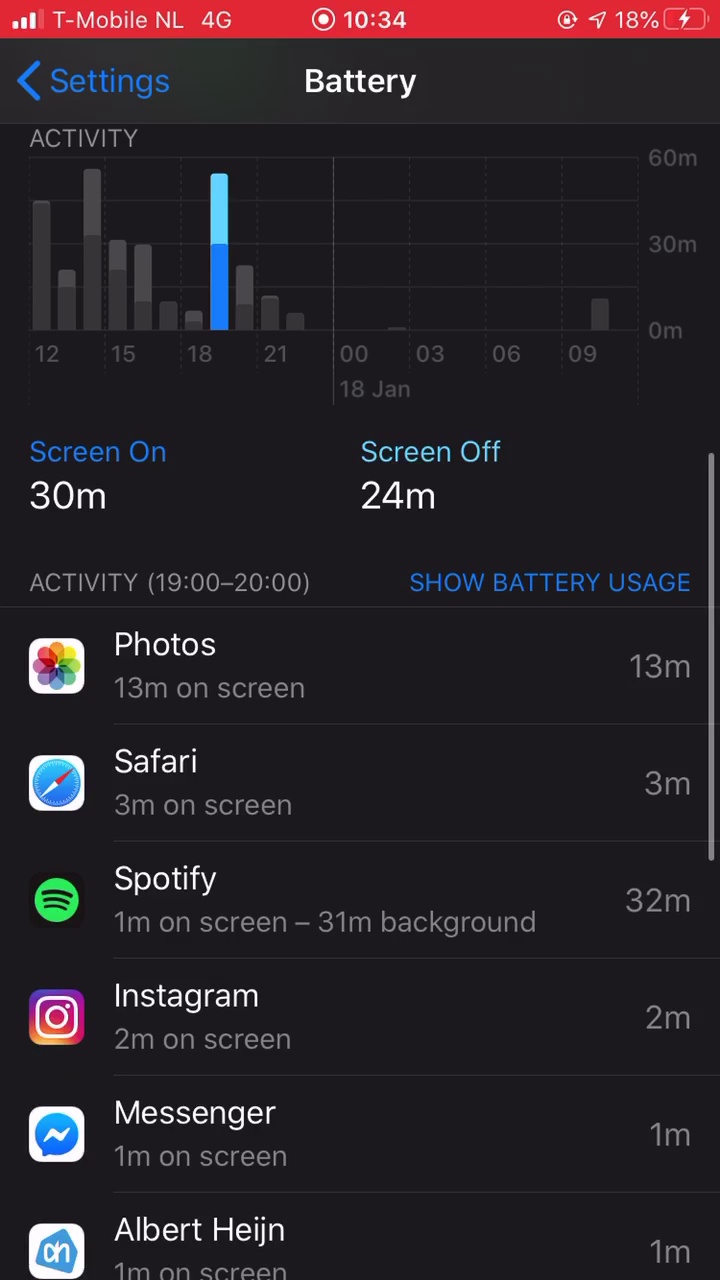 T-Mobile NL 4G 10:34 18%
Settings Battery
ACTIVITY
60m
30m
0m
12 15 18 21 00 03 06 09
18 Jan
Screen On Screen Off
30m 24m
ACTIVITY (19:00–20:00) SHOW BATTERY USAGE
Photos
13m on screen
13m
Safari
3m on screen
3m
Spotify
1m on screen – 31m background
32m
Instagram
2m on screen
2m
Messenger
1m on screen
1m
Albert Heijn
1m on screen
1m